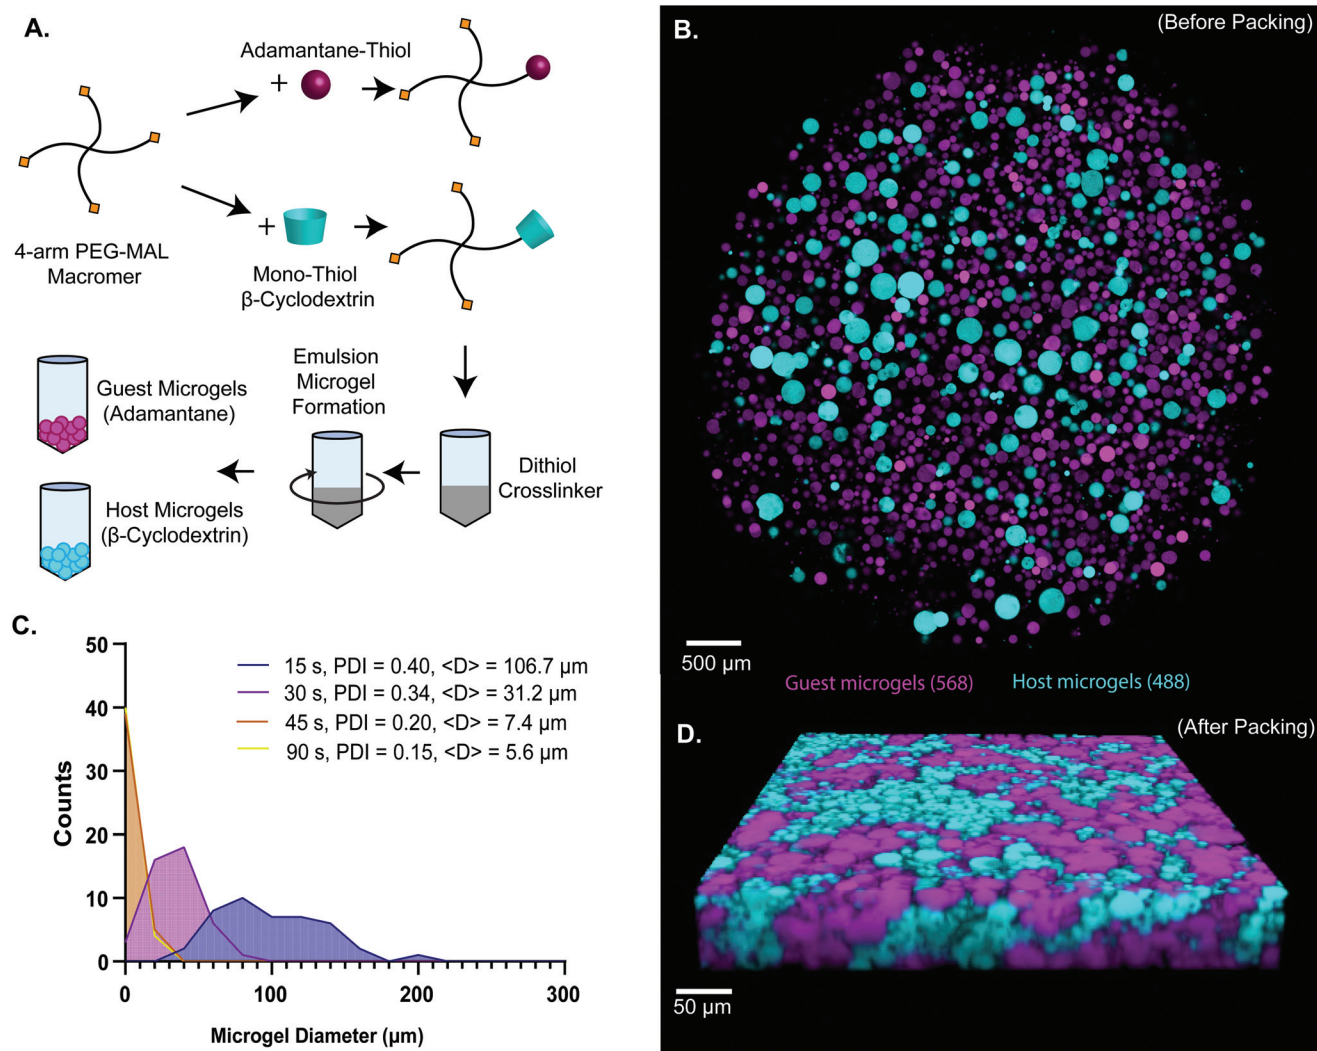 A.
Adamantane-Thiol
+
4-arm PEG-MAL
Macromer
+
Mono-Thiol
β-Cyclodextrin
Guest Microgels
(Adamantane)
Emulsion
Microgel
Formation
Dithiol
Crosslinker
Host Microgels
(β-Cyclodextrin)
B.
(Before Packing)
500 µm
Guest microgels (568)
Host microgels (488)
C.
50
40
30
20
10
0
Counts
15 s, PDI = 0.40, <D> = 106.7 µm
30 s, PDI = 0.34, <D> = 31.2 µm
45 s, PDI = 0.20, <D> = 7.4 µm
90 s, PDI = 0.15, <D> = 5.6 µm
0
100
200
300
Microgel Diameter (µm)
D.
(After Packing)
50 µm